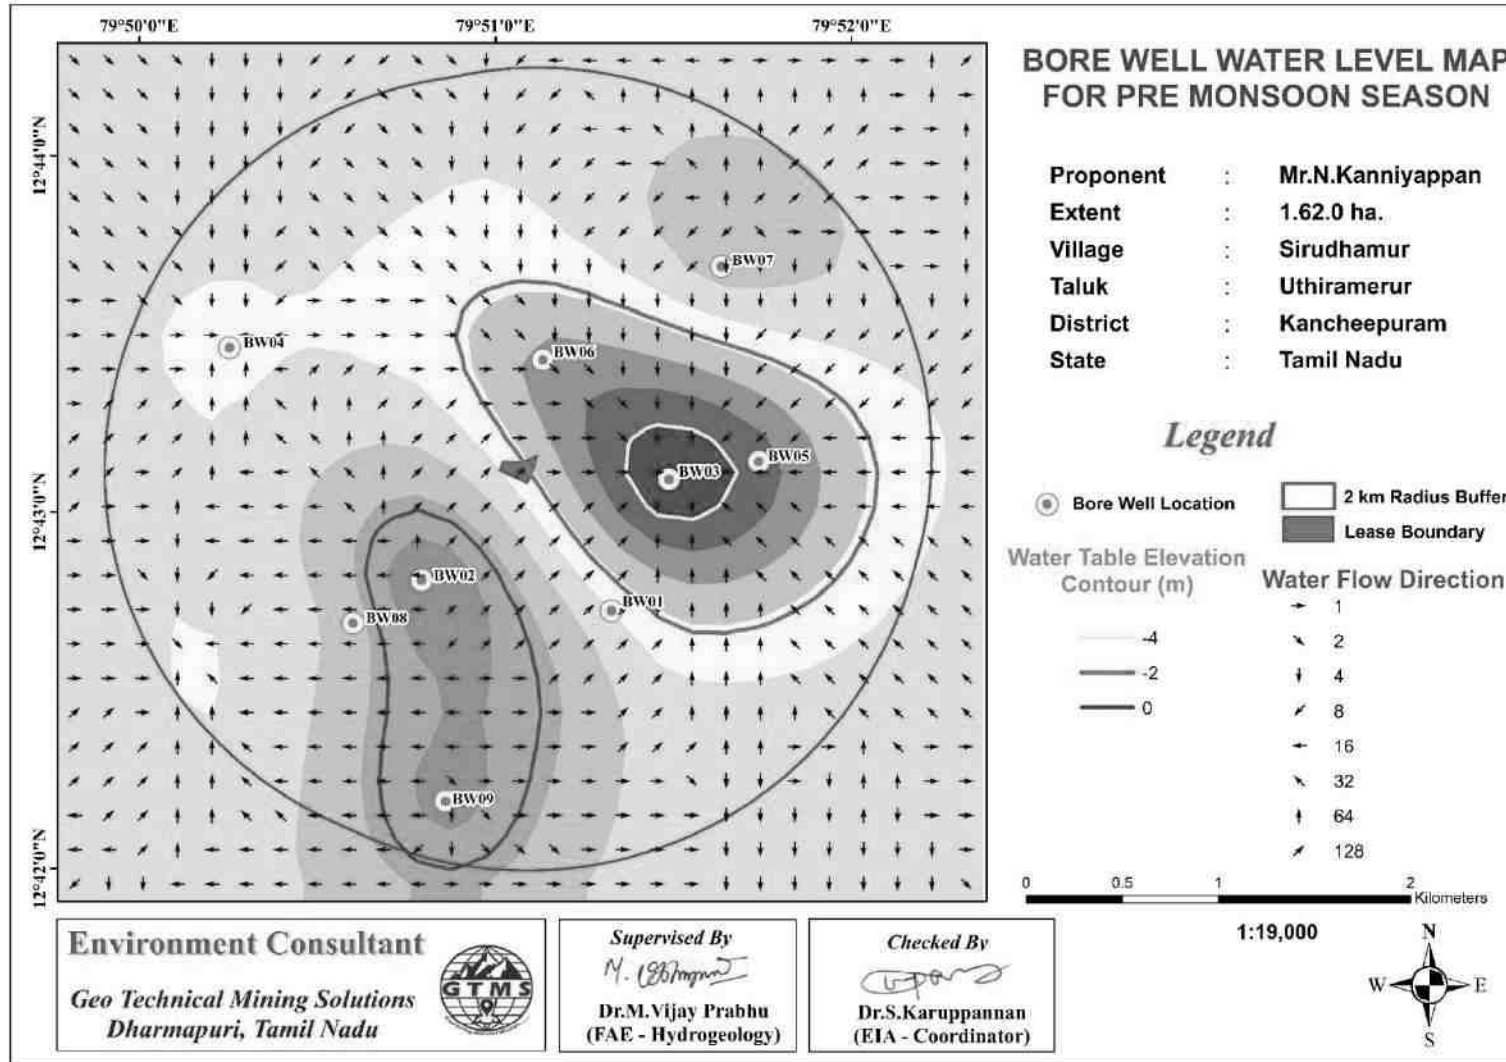 79°50'0"E
79°51'0"E
79°52'0"E
12°44'0"N
12°43'0"N
12°42'0"N
BW07
BW04
BW06
BW05
BW03
BW02
BW01
BW08
BW09
BORE WELL WATER LEVEL MAP
FOR PRE MONSOON SEASON
Proponent : Mr.N.Kanniyappan
Extent : 1.62.0 ha.
Village : Sirudhamur
Taluk : Uthiramerur
District : Kancheepuram
State : Tamil Nadu
Legend
Bore Well Location
2 km Radius Buffer
Lease Boundary
Water Table Elevation
Contour (m)
-4
-2
0
Water Flow Direction
1
2
4
8
16
32
64
128
0 0.5 1 2
Kilometers
1:19,000
N
W E
S
Environment Consultant
Geo Technical Mining Solutions
Dharmapuri, Tamil Nadu
GTMS
Supervised By
Dr.M.Vijay Prabhu
(FAE - Hydrogeology)
Checked By
Dr.S.Karuppannan
(EIA - Coordinator)